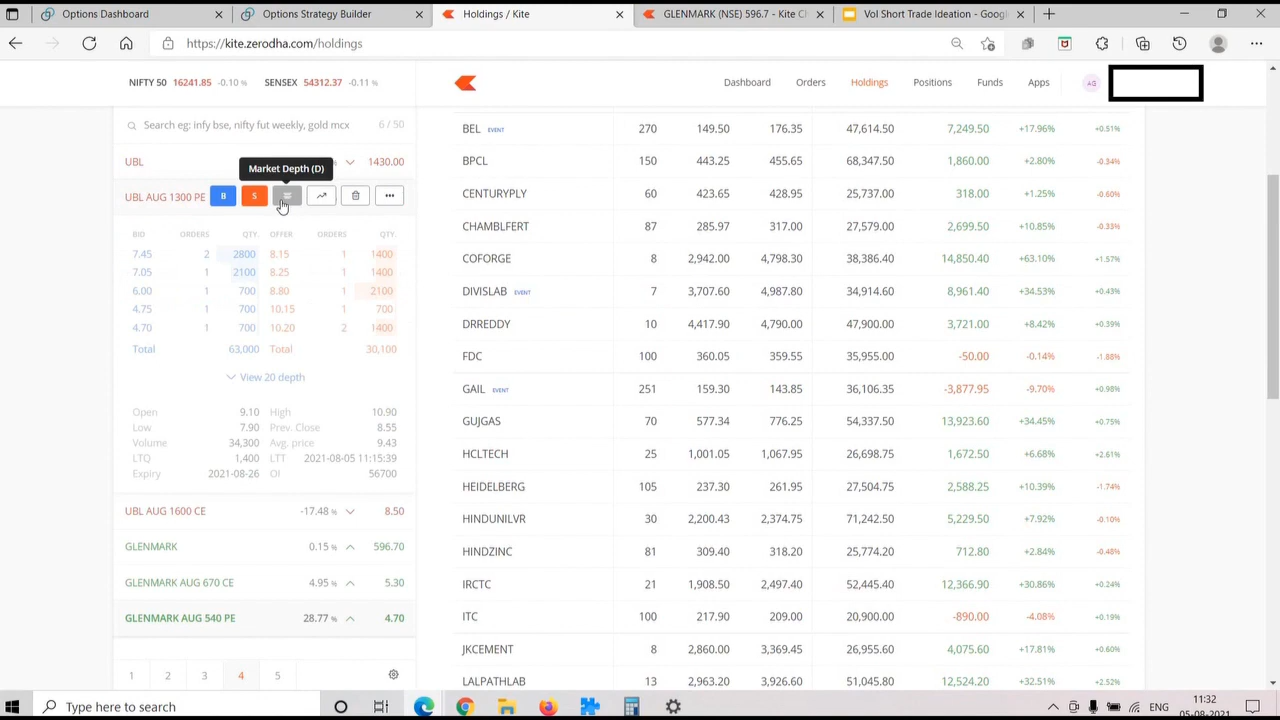 Options Dashboard
Options Strategy Builder
Holdings / Kite
GLENMARK (NSE) 596.7 - Kite Ch
Vol Short Trade Ideation - Googl
https://kite.zerodha.com/holdings
NIFTY 50 16241.85 -0.10 % SENSEX 54312.37 -0.11 %
Dashboard Orders Holdings Positions Funds Apps AG
Search eg: infy bse, nifty fut weekly, gold mcx 6 / 50
UBL % 1430.00
Market Depth (D)
UBL AUG 1300 PE B S
BID ORDERS QTY. OFFER ORDERS QTY.
7.45 2 2800 8.15 1 1400
7.05 1 2100 8.25 1 1400
6.00 1 700 8.80 1 2100
4.75 1 700 10.15 1 700
4.70 1 700 10.20 2 1400
Total 63,000 Total 30,100
View 20 depth
Open 9.10 High 10.90
Low 7.90 Prev. Close 8.55
Volume 34,300 Avg. price 9.43
LTQ 1,400 LTT 2021-08-05 11:15:39
Expiry 2021-08-26 OI 56700
UBL AUG 1600 CE -17.48 % 8.50
GLENMARK 0.15 % 596.70
GLENMARK AUG 670 CE 4.95 % 5.30
GLENMARK AUG 540 PE 28.77 % 4.70
1 2 3 4 5
BEL EVENT 270 149.50 176.35 47,614.50 7,249.50 +17.96% +0.51%
BPCL 150 443.25 455.65 68,347.50 1,860.00 +2.80% -0.34%
CENTURYPLY 60 423.65 428.95 25,737.00 318.00 +1.25% -0.60%
CHAMBLFERT 87 285.97 317.00 27,579.00 2,699.50 +10.85% -0.33%
COFORGE 8 2,942.00 4,798.30 38,386.40 14,850.40 +63.10% +1.57%
DIVISLAB EVENT 7 3,707.60 4,987.80 34,914.60 8,961.40 +34.53% +0.43%
DRREDDY 10 4,417.90 4,790.00 47,900.00 3,721.00 +8.42% +0.39%
FDC 100 360.05 359.55 35,955.00 -50.00 -0.14% -1.88%
GAIL EVENT 251 159.30 143.85 36,106.35 -3,877.95 -9.70% +0.98%
GUJGAS 70 577.34 776.25 54,337.50 13,923.60 +34.45% +0.75%
HCLTECH 25 1,001.05 1,067.95 26,698.75 1,672.50 +6.68% +2.61%
HEIDELBERG 105 237.30 261.95 27,504.75 2,588.25 +10.39% -1.74%
HINDUNILVR 30 2,200.43 2,374.75 71,242.50 5,229.50 +7.92% -0.10%
HINDZINC 81 309.40 318.20 25,774.20 712.80 +2.84% -0.48%
IRCTC 21 1,908.50 2,497.40 52,445.40 12,366.90 +30.86% +0.24%
ITC 100 217.90 209.00 20,900.00 -890.00 -4.08% +0.19%
JKCEMENT 8 2,860.00 3,369.45 26,955.60 4,075.60 +17.81% +0.60%
LALPATHLAB 13 2,963.20 3,926.60 51,045.80 12,524.20 +32.51% +2.52%
Type here to search
ENG
11:32
05-08-2021